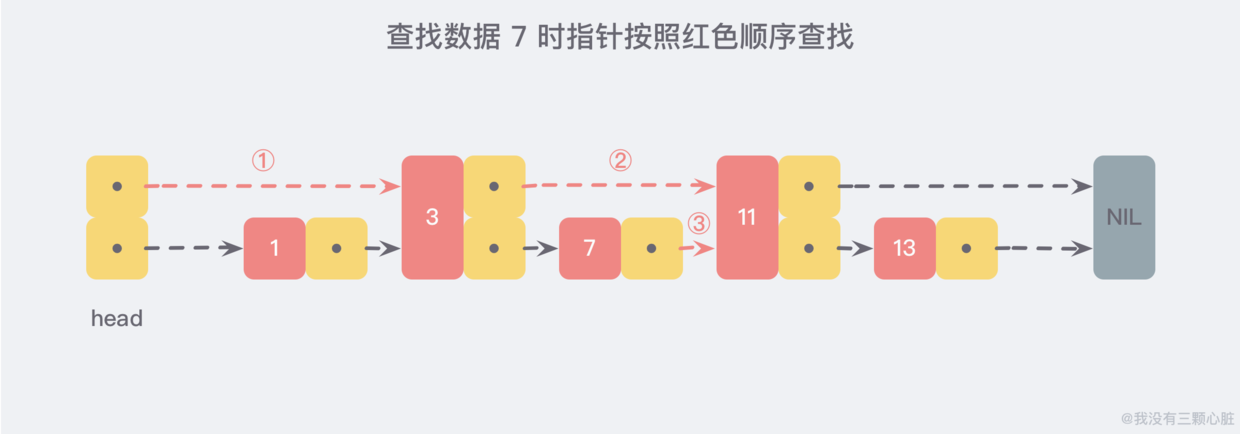 查找数据 7 时指针按照红色顺序查找
① ②
3 11 NIL
③
1 7 13
head
@我没有三颗心脏